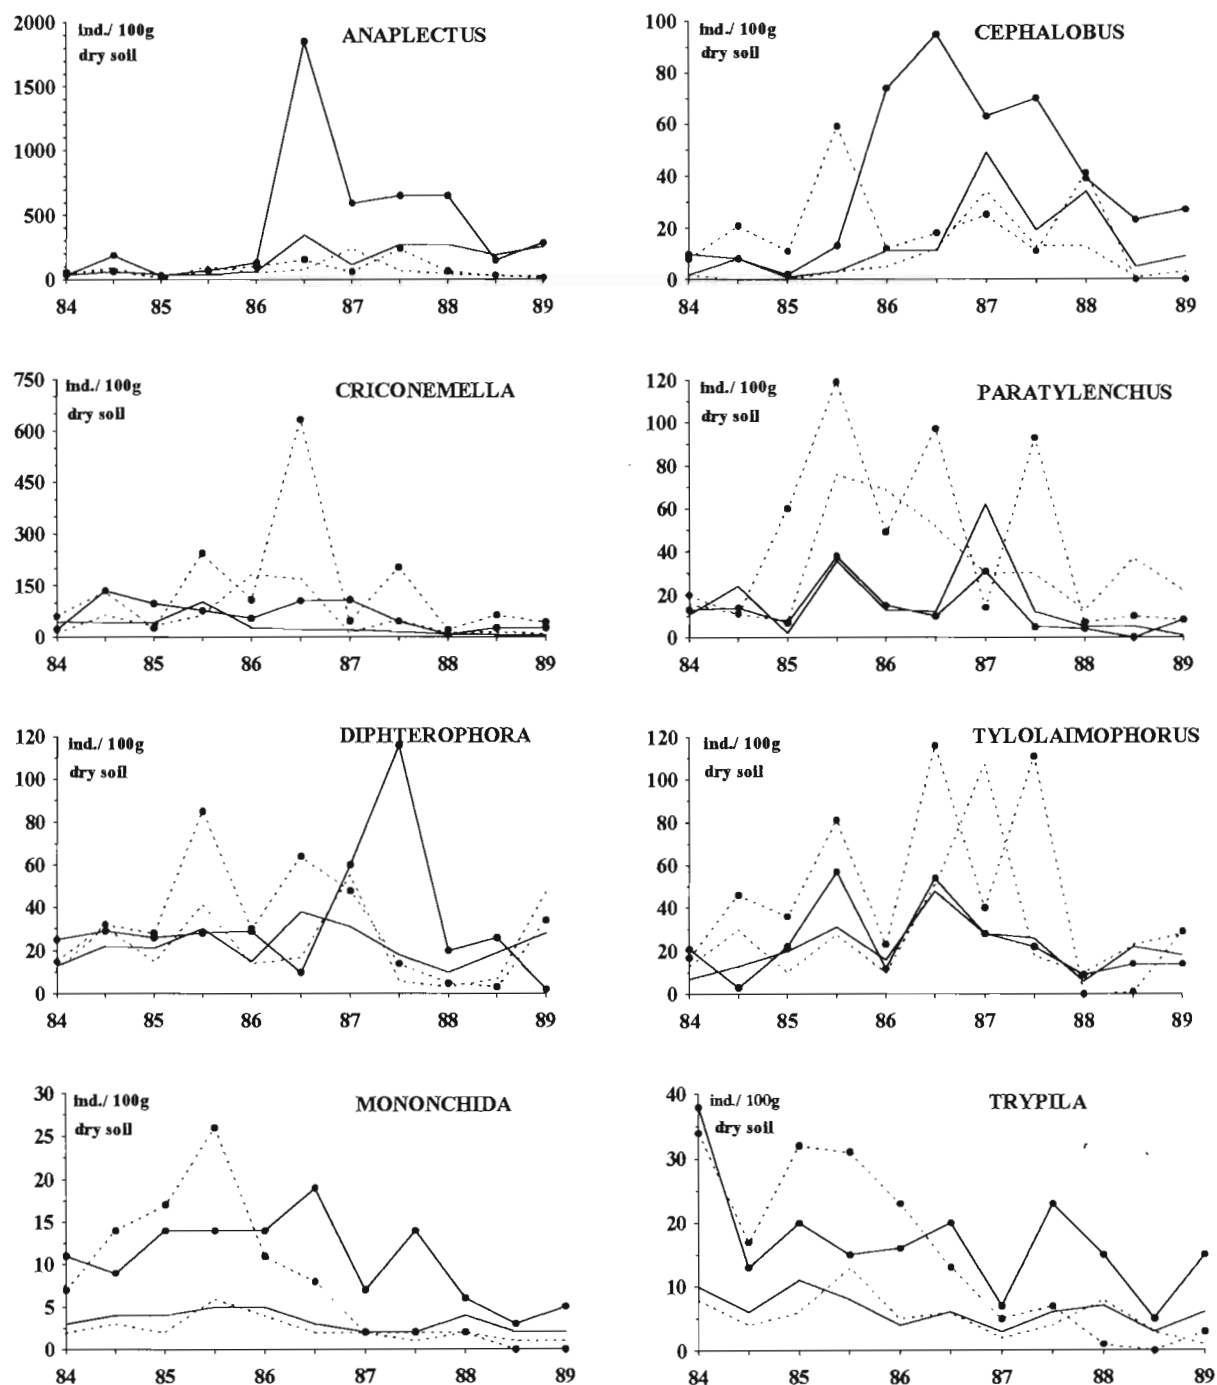 ANAPLECTUS
ind./ 100g
dry soil
2000
1500
1000
500
0
84 85 86 87 88 89
CEPHALOBUS
ind./ 100g
dry soil
100
80
60
40
20
0
84 85 86 87 88 89
CRICONEMELLA
ind./ 100g
dry soil
750
600
450
300
150
0
84 85 86 87 88 89
PARATYLENCHUS
ind./ 100g
dry soil
120
100
80
60
40
20
0
84 85 86 87 88 89
DIPHTEROPHORA
ind./ 100g
dry soil
120
100
80
60
40
20
0
84 85 86 87 88 89
TYLOLAIMOPHORUS
ind./ 100g
dry soil
120
100
80
60
40
20
0
84 85 86 87 88 89
MONONCHIDA
ind./ 100g
dry soil
30
25
20
15
10
5
0
84 85 86 87 88 89
TRYPILA
ind./ 100g
dry soil
40
30
20
10
0
84 85 86 87 88 89